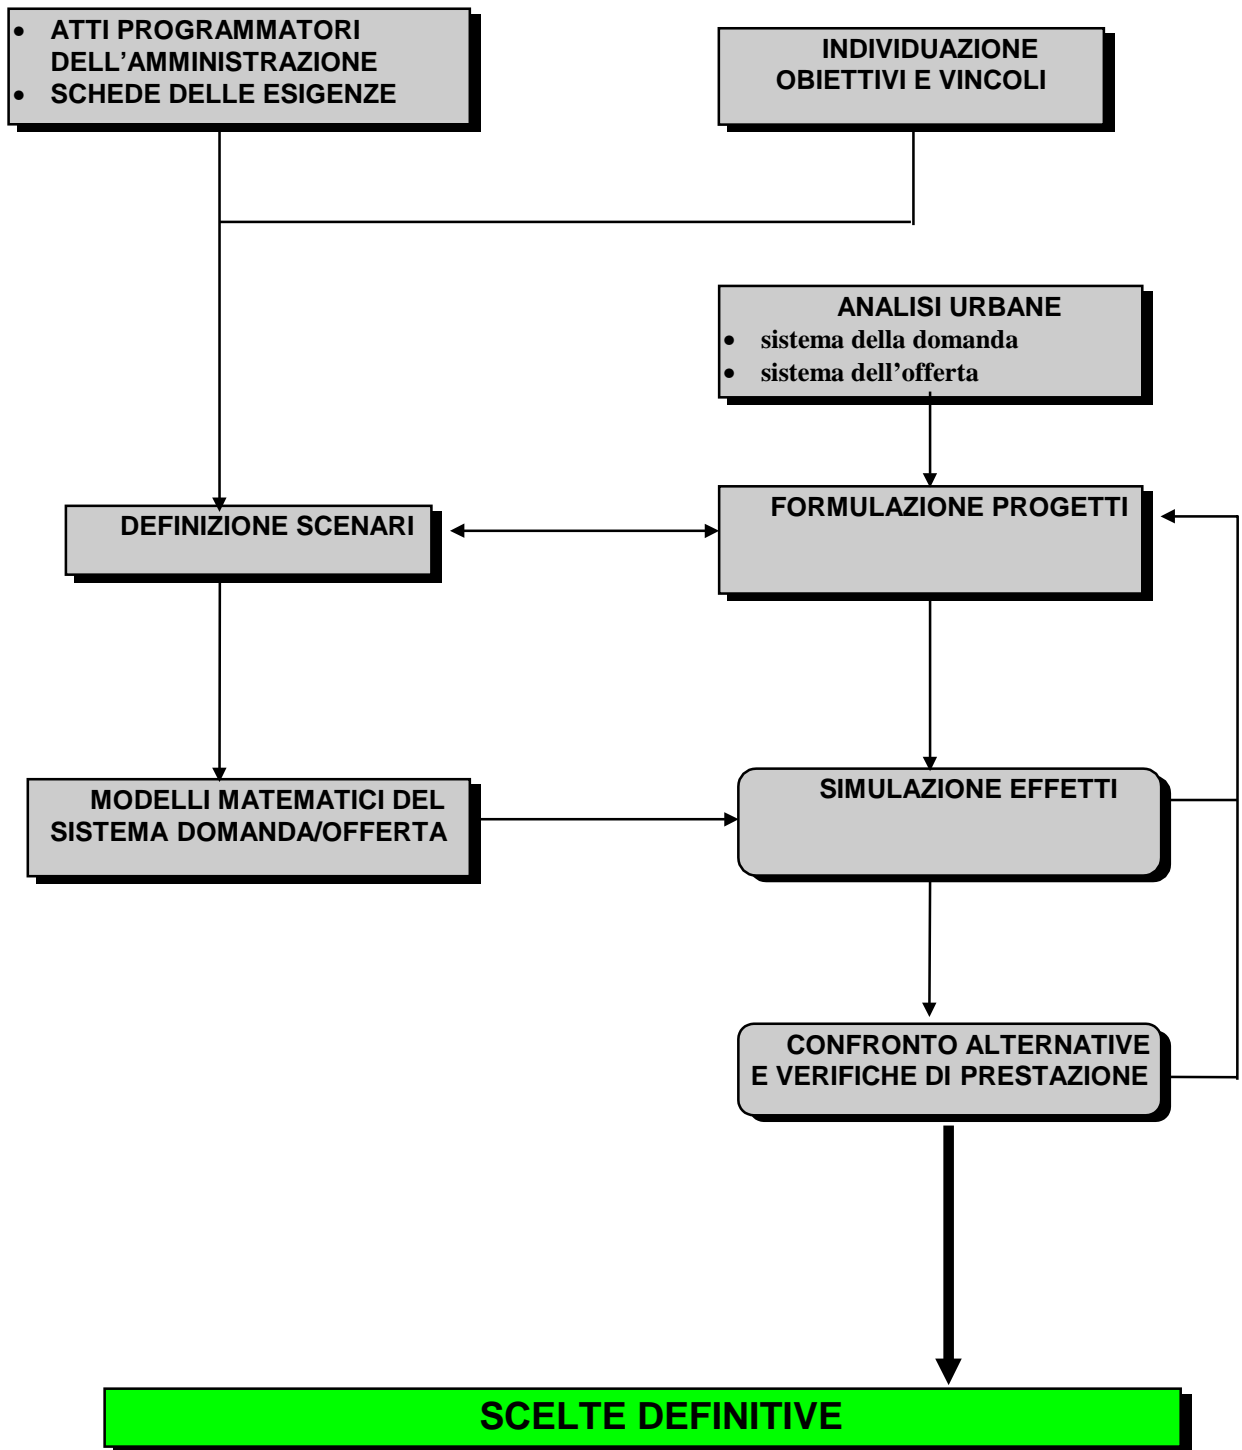 • ATTI PROGRAMMATORI
DELL’AMMINISTRAZIONE
• SCHEDE DELLE ESIGENZE
INDIVIDUAZIONE
OBIETTIVI E VINCOLI
ANALISI URBANE
• sistema della domanda
• sistema dell’offerta
DEFINIZIONE SCENARI
FORMULAZIONE PROGETTI
MODELLI MATEMATICI DEL
SISTEMA DOMANDA/OFFERTA
SIMULAZIONE EFFETTI
CONFRONTO ALTERNATIVE
E VERIFICHE DI PRESTAZIONE
SCELTE DEFINITIVE